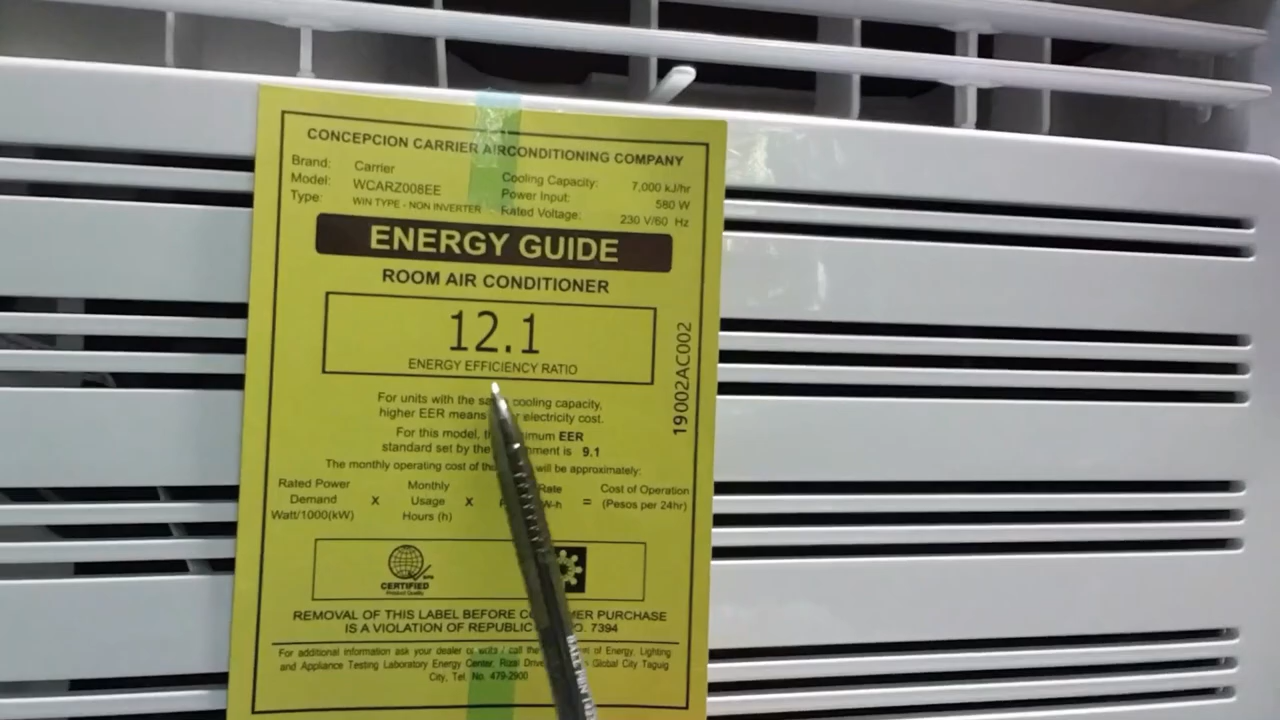 CONCEPCION CARRIER AIRCONDITIONING COMPANY
Brand: Carrier
Model: WCARZ008EE
Type: WIN TYPE - NON INVERTER
Cooling Capacity: 7,000 kJ/hr
Power Input: 580 W
Rated Voltage: 230 V/60 Hz
ENERGY GUIDE
ROOM AIR CONDITIONER
12.1
ENERGY EFFICIENCY RATIO
19002AC002
For units with the cooling capacity,
higher EER means electricity cost.
For this model, EER
standard set by the is 9.1
The monthly operating cost of will be approximately:
Rated Power Demand Watt/1000(kW) X Monthly Usage Hours (h) X Rate = Cost of Operation (Pesos per 24hr)
CERTIFIED
Product Quality
REMOVAL OF THIS LABEL BEFORE PURCHASE
IS A VIOLATION OF REPUBLIC 7394
For additional information ask your dealer or write / call the of Energy, Lighting
and Appliance Testing Laboratory Energy Center, Rizal Drive Global City Taguig
City, Tel. No. 479-2900